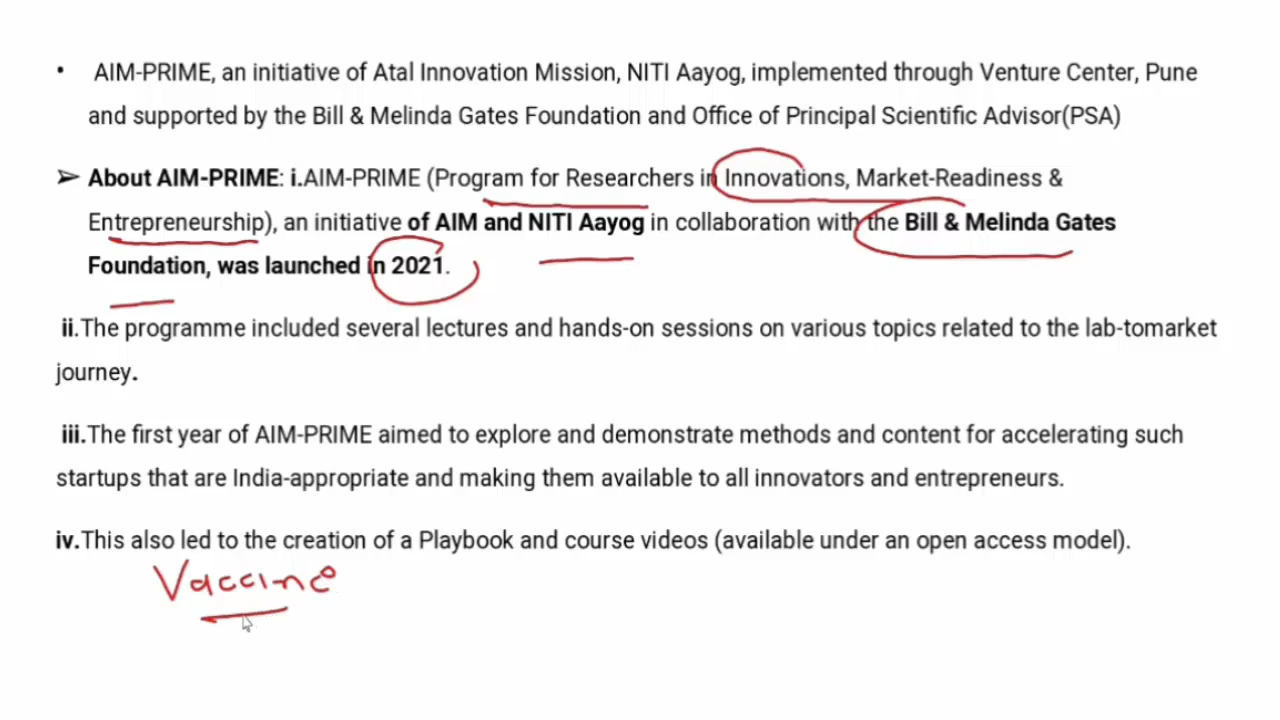 • AIM-PRIME, an initiative of Atal Innovation Mission, NITI Aayog, implemented through Venture Center, Pune
and supported by the Bill & Melinda Gates Foundation and Office of Principal Scientific Advisor(PSA)
➢ About AIM-PRIME: i.AIM-PRIME (Program for Researchers in Innovations, Market-Readiness &
Entrepreneurship), an initiative of AIM and NITI Aayog in collaboration with the Bill & Melinda Gates
Foundation, was launched in 2021.
ii.The programme included several lectures and hands-on sessions on various topics related to the lab-tomarket
journey.
iii.The first year of AIM-PRIME aimed to explore and demonstrate methods and content for accelerating such
startups that are India-appropriate and making them available to all innovators and entrepreneurs.
iv.This also led to the creation of a Playbook and course videos (available under an open access model).
Vaccine